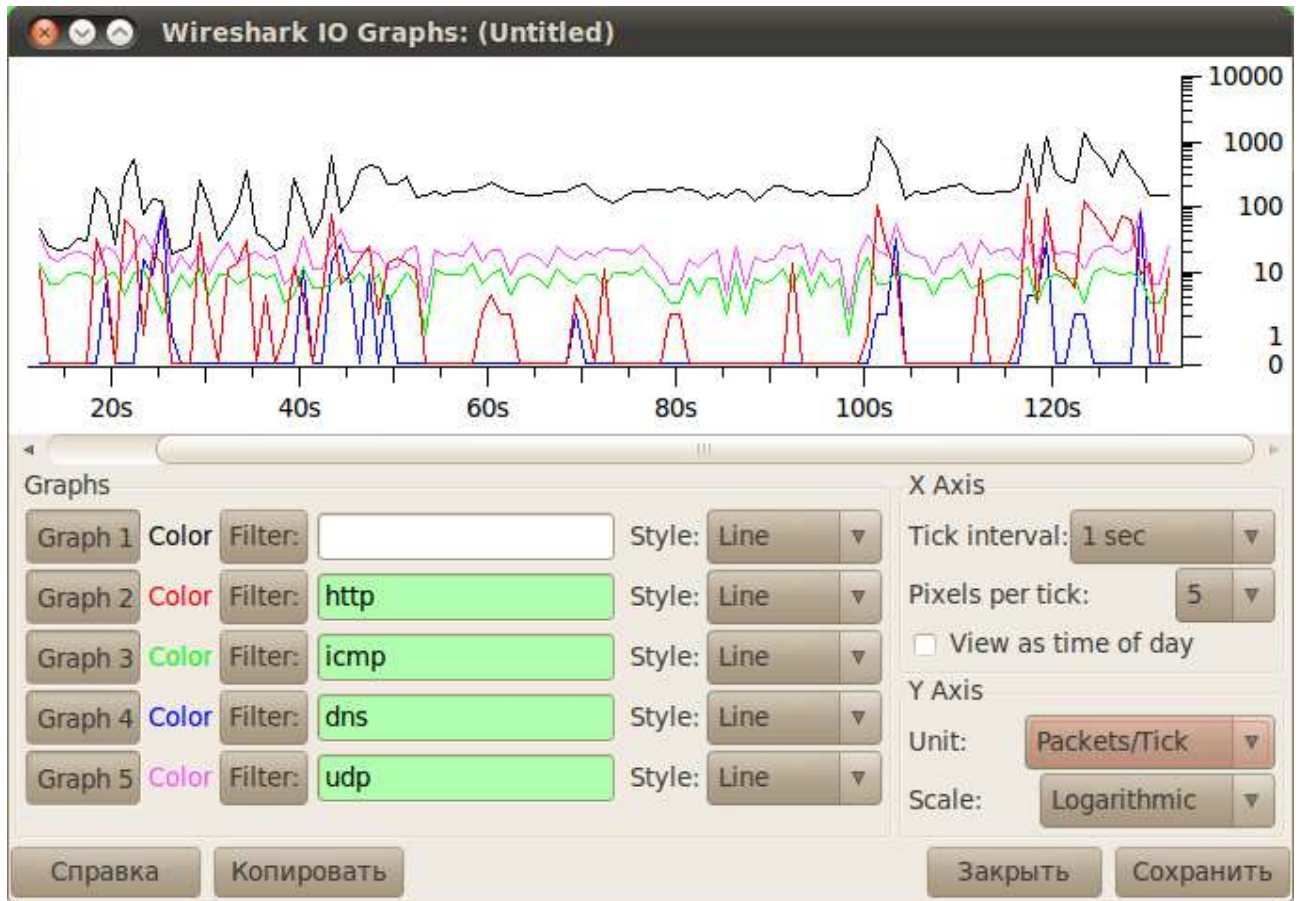 Wireshark IO Graphs: (Untitled)
10000
1000
100
10
1
0
20s 40s 60s 80s 100s 120s
Graphs
Graph 1 Color Filter: Style: Line
Graph 2 Color Filter: http Style: Line
Graph 3 Color Filter: icmp Style: Line
Graph 4 Color Filter: dns Style: Line
Graph 5 Color Filter: udp Style: Line
X Axis
Tick interval: 1 sec
Pixels per tick: 5
View as time of day
Y Axis
Unit: Packets/Tick
Scale: Logarithmic
Справка Копировать Закрыть Сохранить